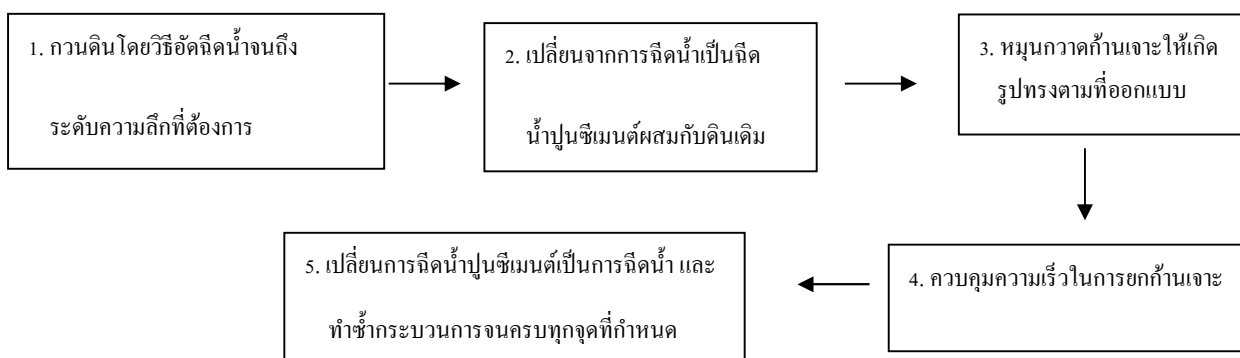 1. กวนดินโดยวิธีอัดฉีดน้ำจนถึง
ระดับความลึกที่ต้องการ
2. เปลี่ยนจากการฉีดน้ำเป็นฉีด
น้ำปูนซีเมนต์ผสมกับดินเดิม
3. หมุนกวาดก้านเจาะให้เกิด
รูปทรงตามที่ออกแบบ
4. ควบคุมความเร็วในการยกก้านเจาะ
5. เปลี่ยนการฉีดน้ำปูนซีเมนต์เป็นการฉีดน้ำ และ
ทำซ้ำกระบวนการจนครบทุกจุดที่กำหนด